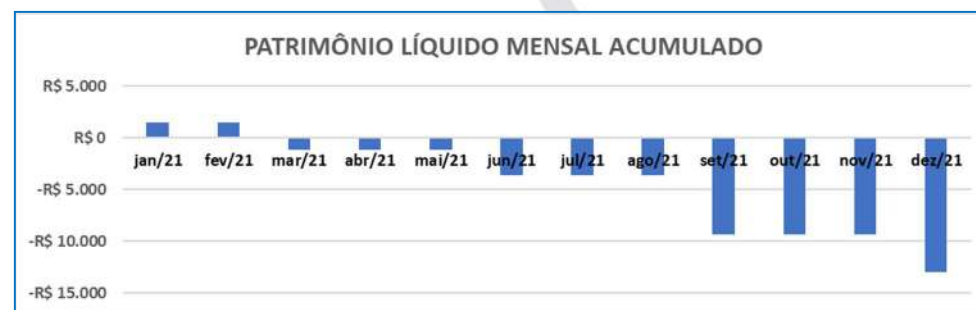 PATRIMÔNIO LÍQUIDO MENSAL ACUMULADO
R$ 5.000
R$ 0
jan/21 fev/21 mar/21 abr/21 mai/21 jun/21 jul/21 ago/21 set/21 out/21 nov/21 dez/21
-R$ 5.000
-R$ 10.000
-R$ 15.000